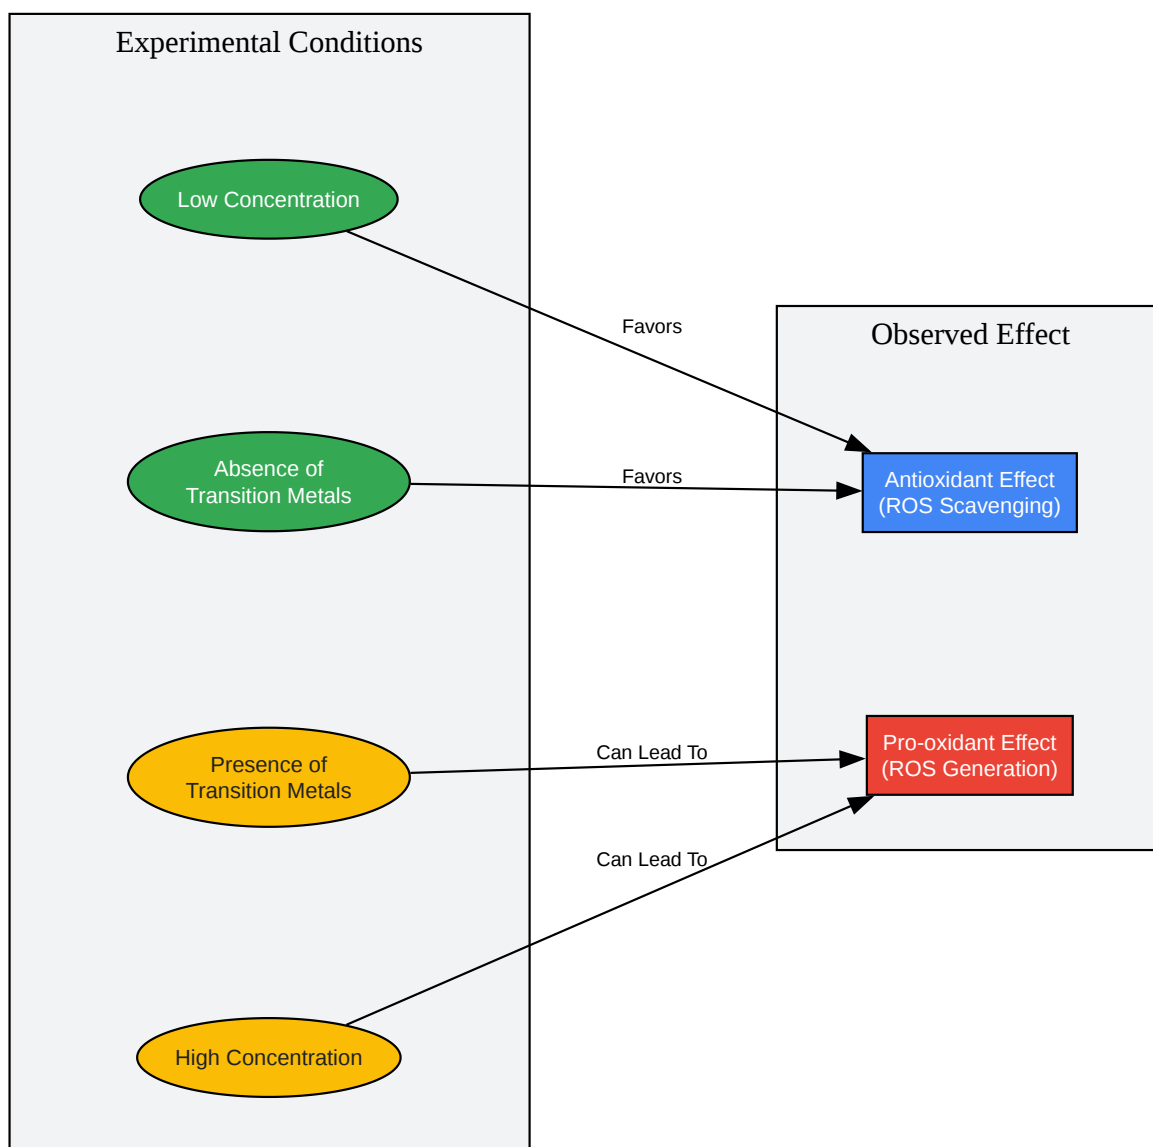 Experimental Conditions
Low Concentration
Favors
Observed Effect
Absence of
Transition Metals
Favors
Antioxidant Effect
(ROS Scavenging)
Presence of
Transition Metals
Can Lead To
Pro-oxidant Effect
(ROS Generation)
Can Lead To
High Concentration